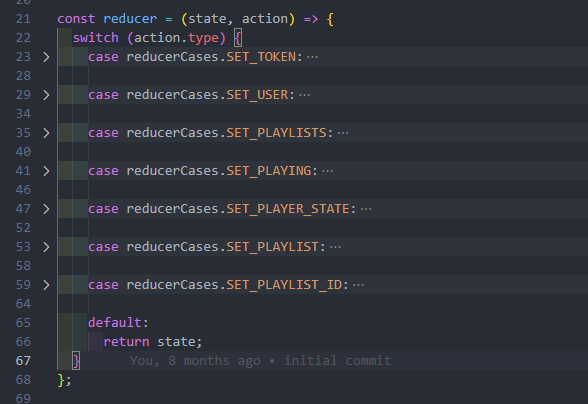 21 const reducer = (state, action) => {
22 switch (action.type) {
23 > case reducerCases.SET_TOKEN: ···
28
29 > case reducerCases.SET_USER: ···
34
35 > case reducerCases.SET_PLAYLISTS: ···
40
41 > case reducerCases.SET_PLAYING: ···
46
47 > case reducerCases.SET_PLAYER_STATE: ···
52
53 > case reducerCases.SET_PLAYLIST: ···
58
59 > case reducerCases.SET_PLAYLIST_ID: ···
64
65 default:
66 return state;
67 } You, 8 months ago • initial commit
68 };
69